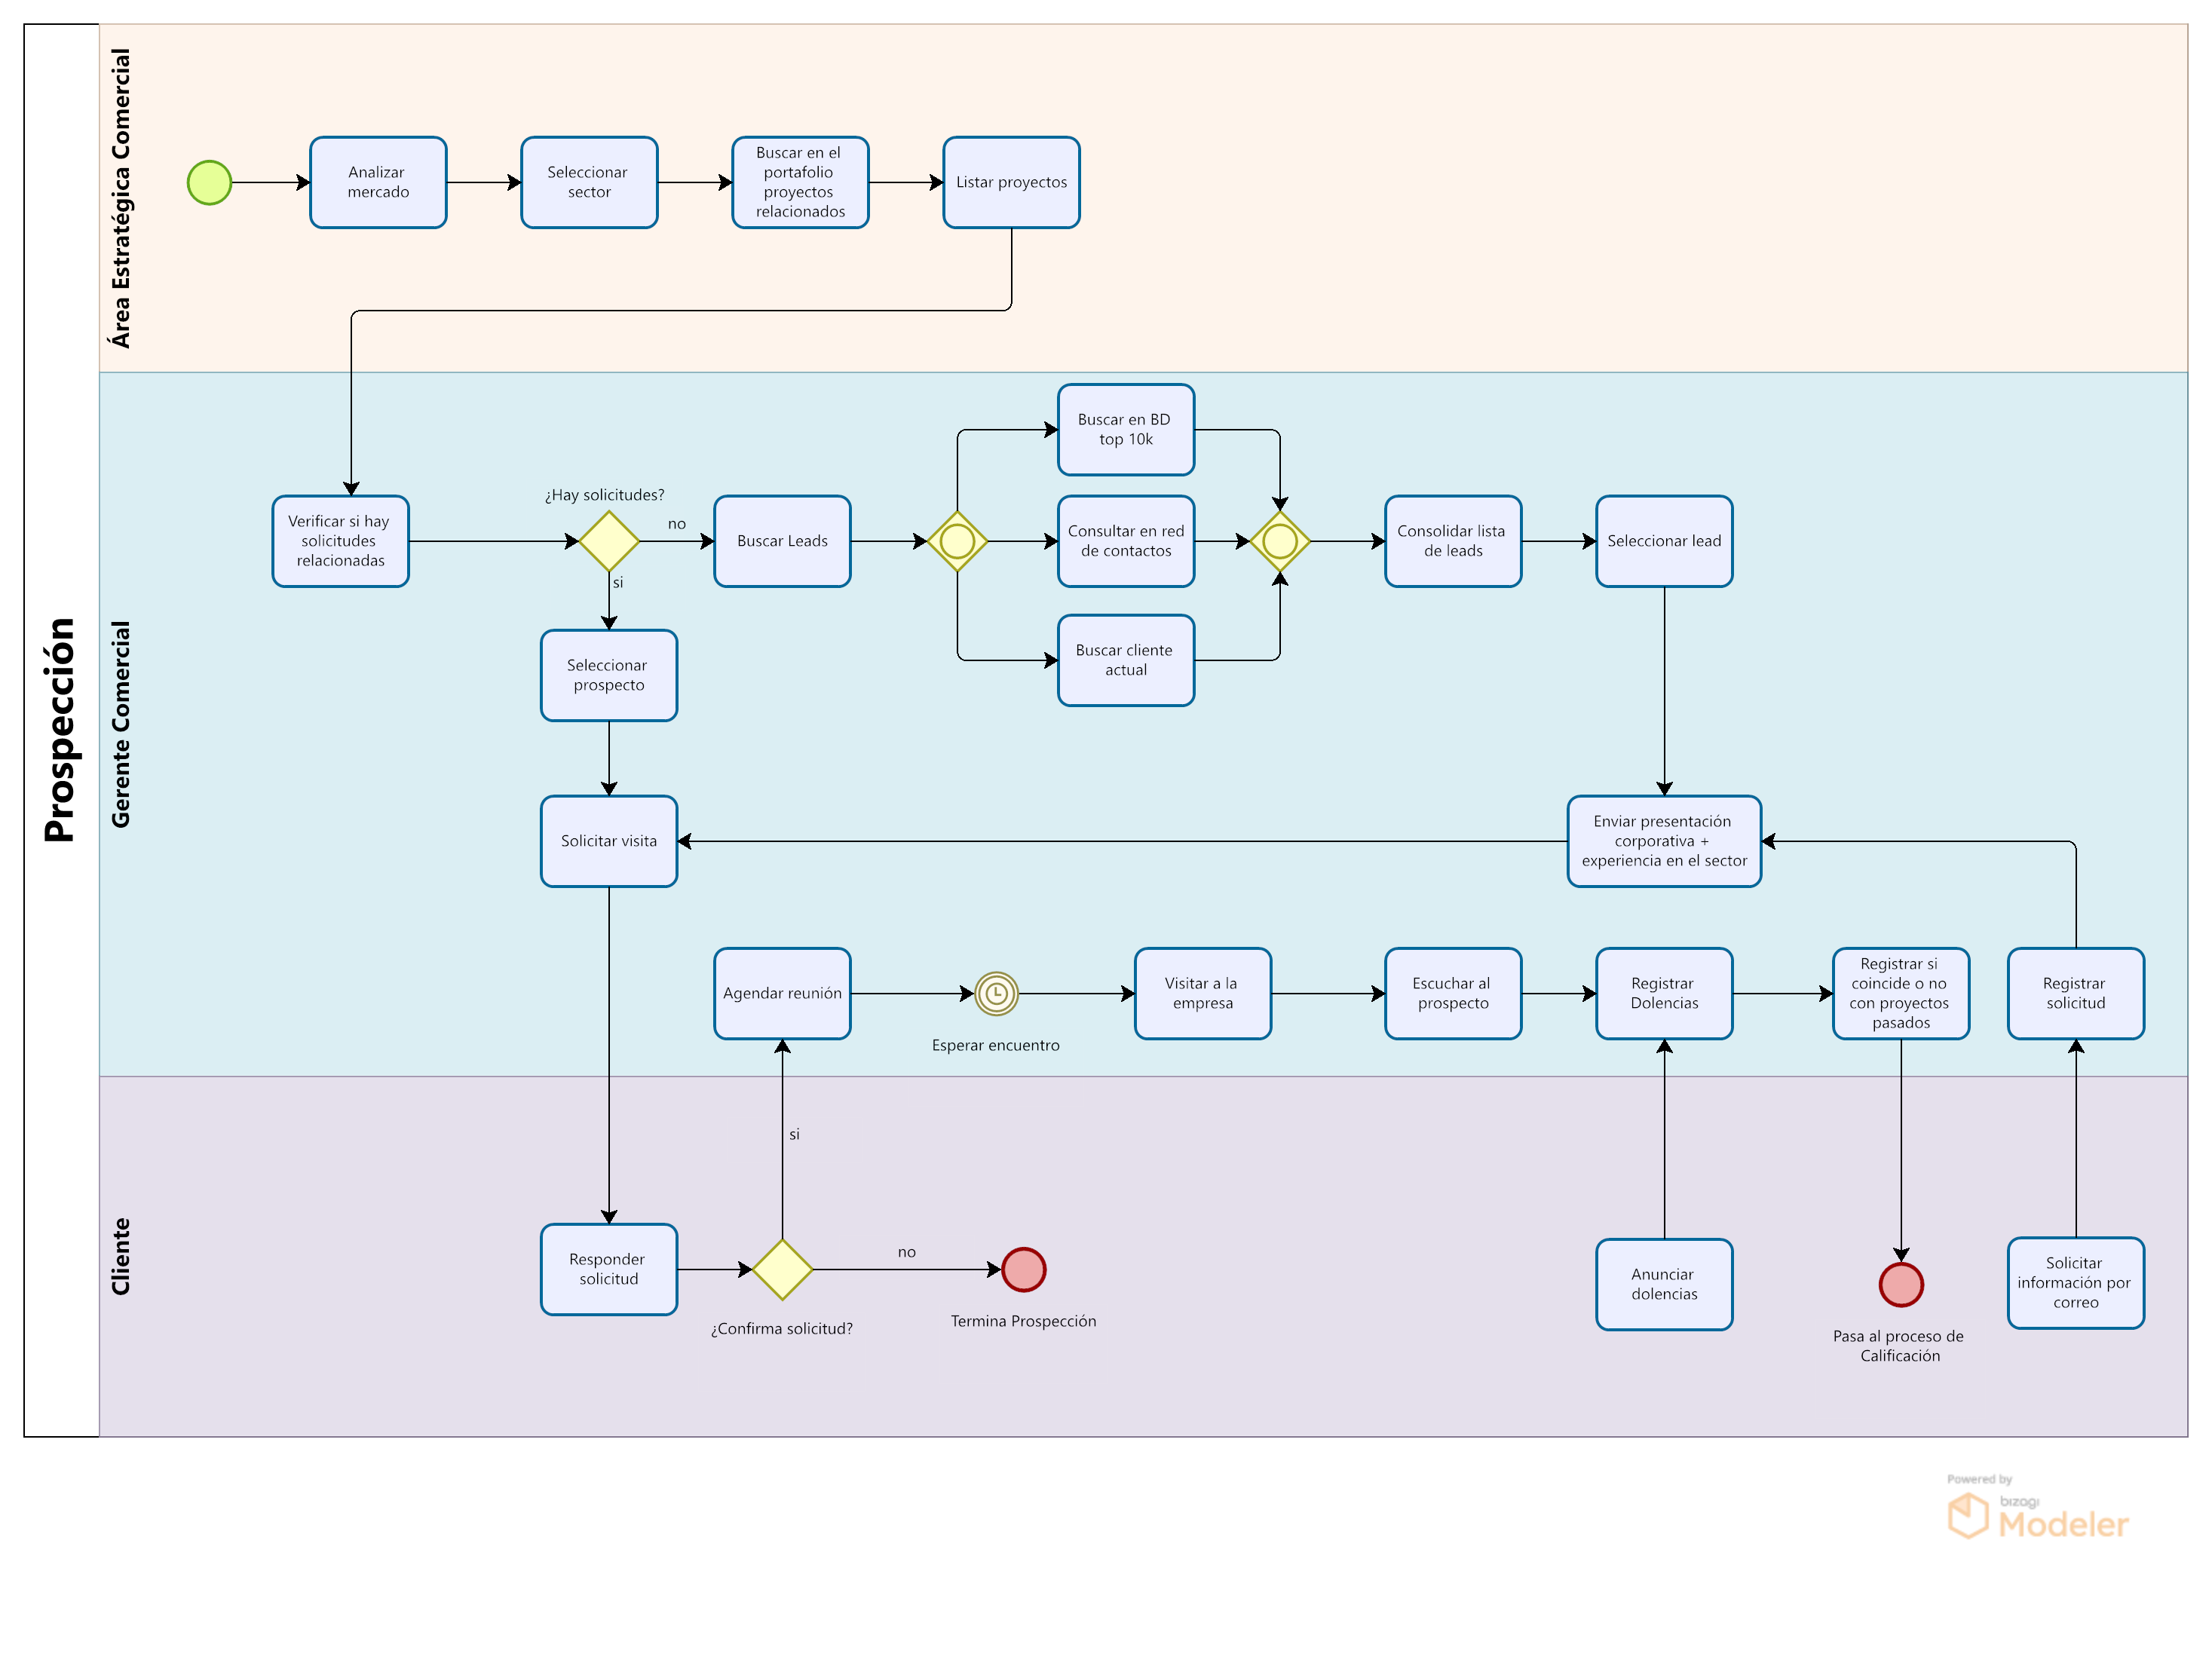 Prospección
Área Estratégica Comercial
Analizar
mercado
Seleccionar
sector
Buscar en el
portafolio
proyectos
relacionados
Listar proyectos
Gerente Comercial
Verificar si hay
solicitudes
relacionadas
¿Hay solicitudes?
no
si
Buscar Leads
Buscar en BD
top 10k
Consultar en red
de contactos
Buscar cliente
actual
Consolidar lista
de leads
Seleccionar lead
Seleccionar
prospecto
Solicitar visita
Enviar presentación
corporativa +
experiencia en el sector
Agendar reunión
Esperar encuentro
Visitar a la
empresa
Escuchar al
prospecto
Registrar
Dolencias
Registrar si
coincide o no
con proyectos
pasados
Registrar
solicitud
Cliente
si
Responder
solicitud
¿Confirma solicitud?
no
Termina Prospección
Anunciar
dolencias
Pasa al proceso de
Calificación
Solicitar
información por
correo
Powered by
bizagi
Modeler